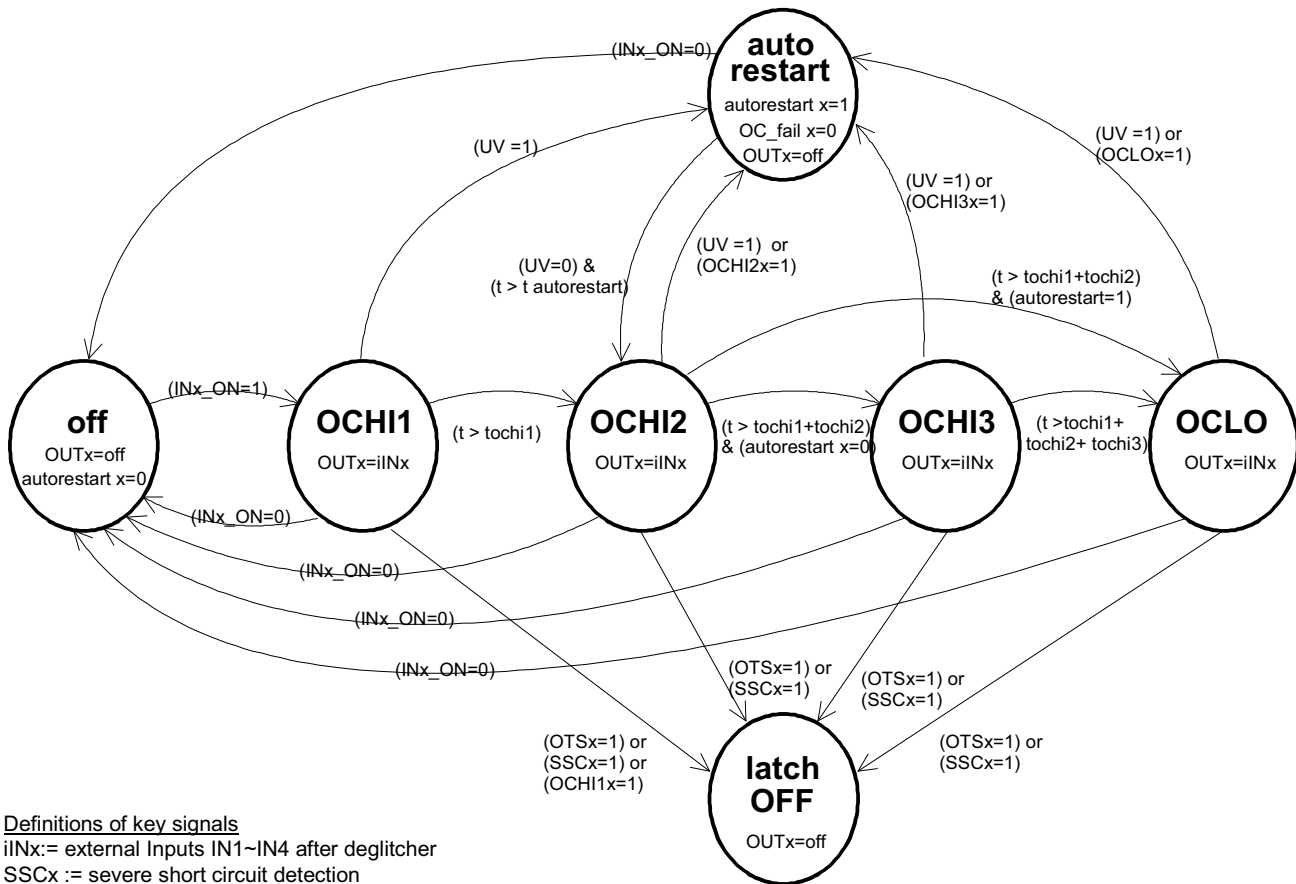 auto
restart
autorestart x=1
OC_fail x=0
OUTx=off
(INx_ON=0)
(UV =1)
(UV =1) or
(OCLOx=1)
(UV =1) or
(OCHI3x=1)
(UV =1) or
(OCHI2x=1)
(UV=0) &
(t > t autorestart)
(t > tochi1+tochi2)
& (autorestart=1)
off
OUTx=off
autorestart x=0
(INx_ON=1)
OCHI1
OUTx=iINx
(t > tochi1)
OCHI2
OUTx=iINx
(t > tochi1+tochi2)
& (autorestart x=0)
OCHI3
OUTx=iINx
(t >tochi1+
tochi2+ tochi3)
OCLO
OUTx=iINx
(INx_ON=0)
(INx_ON=0)
(INx_ON=0)
(INx_ON=0)
(OTSx=1) or
(SSCx=1) or
(OCHI1x=1)
(OTSx=1) or
(SSCx=1)
(OTSx=1) or
(SSCx=1)
(OTSx=1) or
(SSCx=1)
latch
OFF
OUTx=off
Definitions of key signals
iINx:= external Inputs IN1~IN4 after deglitcher
SSCx := severe short circuit detection